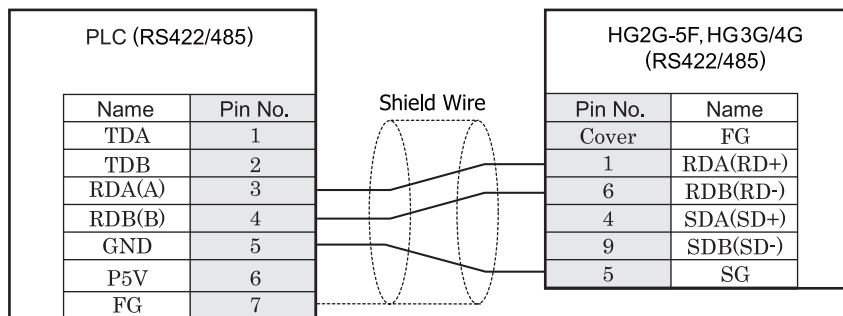 PLC (RS422/485)
Name Pin No.
TDA 1
TDB 2
RDA(A) 3
RDB(B) 4
GND 5
P5V 6
FG 7
Shield Wire
HG2G-5F, HG3G/4G
(RS422/485)
Pin No. Name
Cover FG
1 RDA(RD+)
6 RDB(RD-)
4 SDA(SD+)
9 SDB(SD-)
5 SG